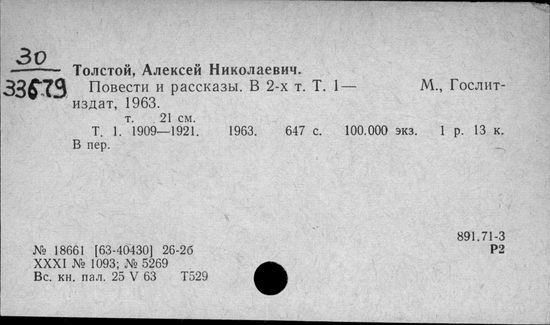 30
33679
Толстой, Алексей Николаевич.
Повести и рассказы. В 2-х т. Т. 1— М., Гослит-
издат, 1963.
т. 21 см.
Т. 1. 1909—1921. 1963. 647 с. 100.000 экз. 1 р. 13 к.
В пер.
891.71-3
Р2
№ 18661 [63-40430] 26-2б
XXXI № 1093; № 5269
Вс. кн. пал. 25 V 63 Т529